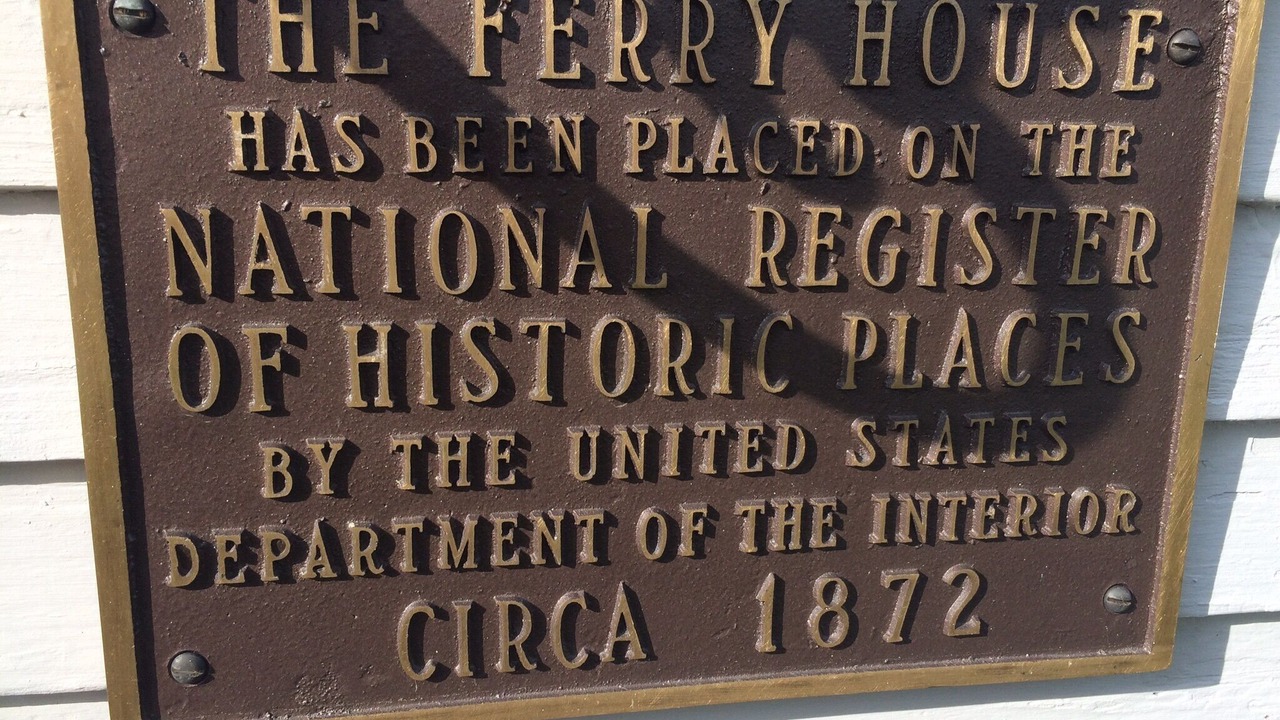 THE FERRY HOUSE
HAS BEEN PLACED ON THE
NATIONAL REGISTER
OF HISTORIC PLACES
BY THE UNITED STATES
DEPARTMENT OF THE INTERIOR
CIRCA 1872